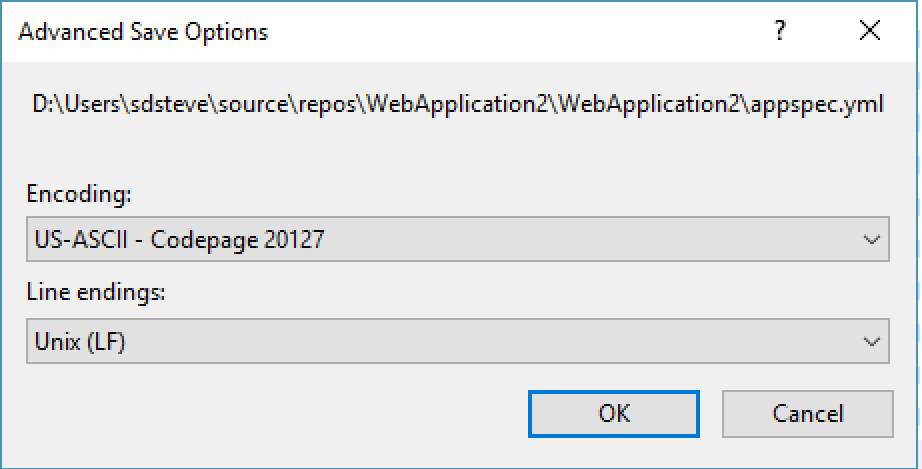 Advanced Save Options ?
D:\Users\sdsteve\source\repos\WebApplication2\WebApplication2\appspec.yml
Encoding:
US-ASCII - Codepage 20127
Line endings:
Unix (LF)
OK Cancel